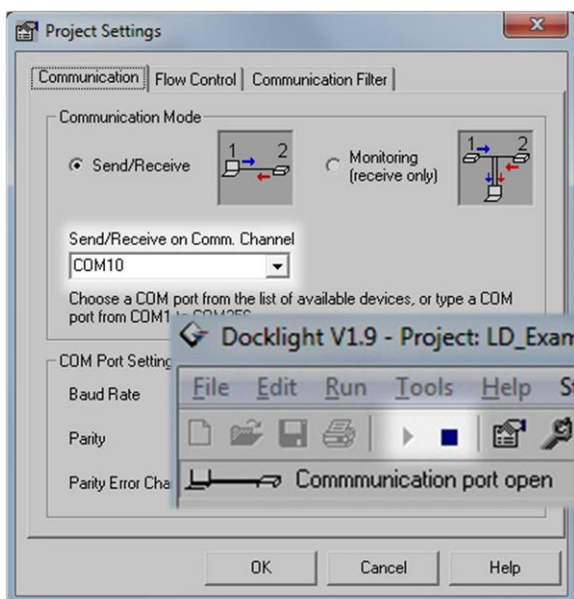 Project Settings
Communication Flow Control Communication Filter
Communication Mode
Send/Receive
1 2
Monitoring
(receive only)
1 2
Send/Receive on Comm. Channel
COM10
Choose a COM port from the list of available devices, or type a COM
port from COM1 to
COM Port Setting
Baud Rate
Parity
Parity Error Cha
Docklight V1.9 - Project: LD_Exam
File Edit Run Tools Help S
Commmunication port open
OK Cancel Help